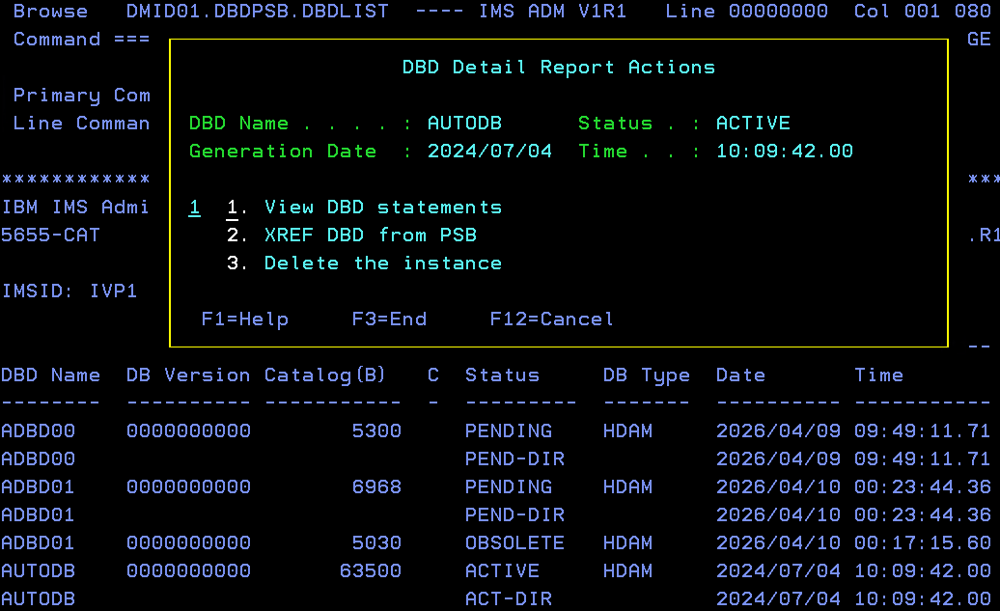 Browse   DMID01.DBDPSB.DBDLIST  ---- IMS ADM V1R1   Line 00000000  Col 001 080
Command ===                                                                  GE
DBD Detail Report Actions
Primary Com
Line Comman   DBD Name . . . . : AUTODB      Status . : ACTIVE
Generation Date  : 2024/07/04  Time . . : 10:09:42.00
************                                                                 ***
IBM IMS Admi   1  1. View DBD statements
5655-CAT          2. XREF DBD from PSB                                       .R1
3. Delete the instance
IMSID: IVP1
F1=Help     F3=End     F12=Cancel
--
DBD Name  DB Version Catalog(B)   C  Status     DB Type  Date       Time
--------  ---------- -----------  -  ---------  -------  ---------- -----------
ADBD00    0000000000        5300     PENDING    HDAM     2026/04/09 09:49:11.71
ADBD00                               PEND-DIR            2026/04/09 09:49:11.71
ADBD01    0000000000        6968     PENDING    HDAM     2026/04/10 00:23:44.36
ADBD01                               PEND-DIR            2026/04/10 00:23:44.36
ADBD01    0000000000        5030     OBSOLETE   HDAM     2026/04/10 00:17:15.60
AUTODB    0000000000       63500     ACTIVE     HDAM     2024/07/04 10:09:42.00
AUTODB                               ACT-DIR             2024/07/04 10:09:42.00